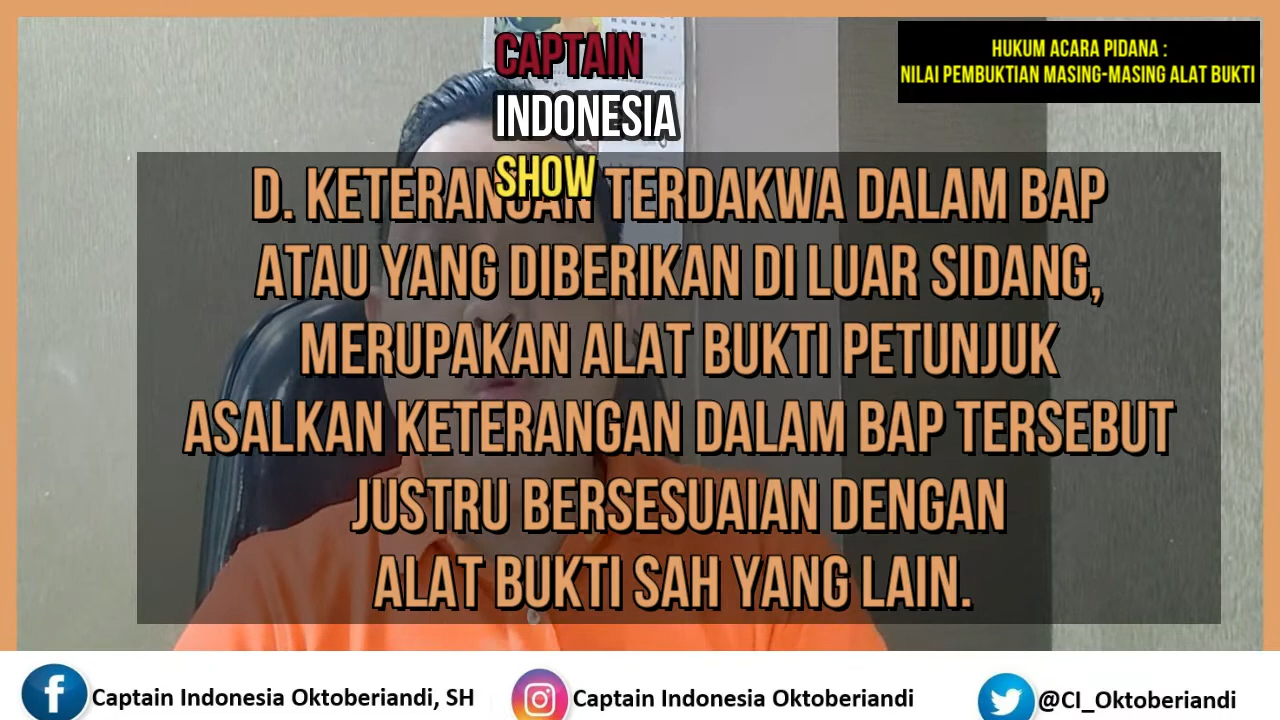 CAPTAIN
INDONESIA
SHOW
HUKUM ACARA PIDANA :
NILAI PEMBUKTIAN MASING-MASING ALAT BUKTI
D. KETERANGAN TERDAKWA DALAM BAP
ATAU YANG DIBERIKAN DI LUAR SIDANG,
MERUPAKAN ALAT BUKTI PETUNJUK
ASALKAN KETERANGAN DALAM BAP TERSEBUT
JUSTRU BERSESUAIAN DENGAN
ALAT BUKTI SAH YANG LAIN.
Captain Indonesia Oktoberiandi, SH
Captain Indonesia Oktoberiandi
@CI_Oktoberiandi